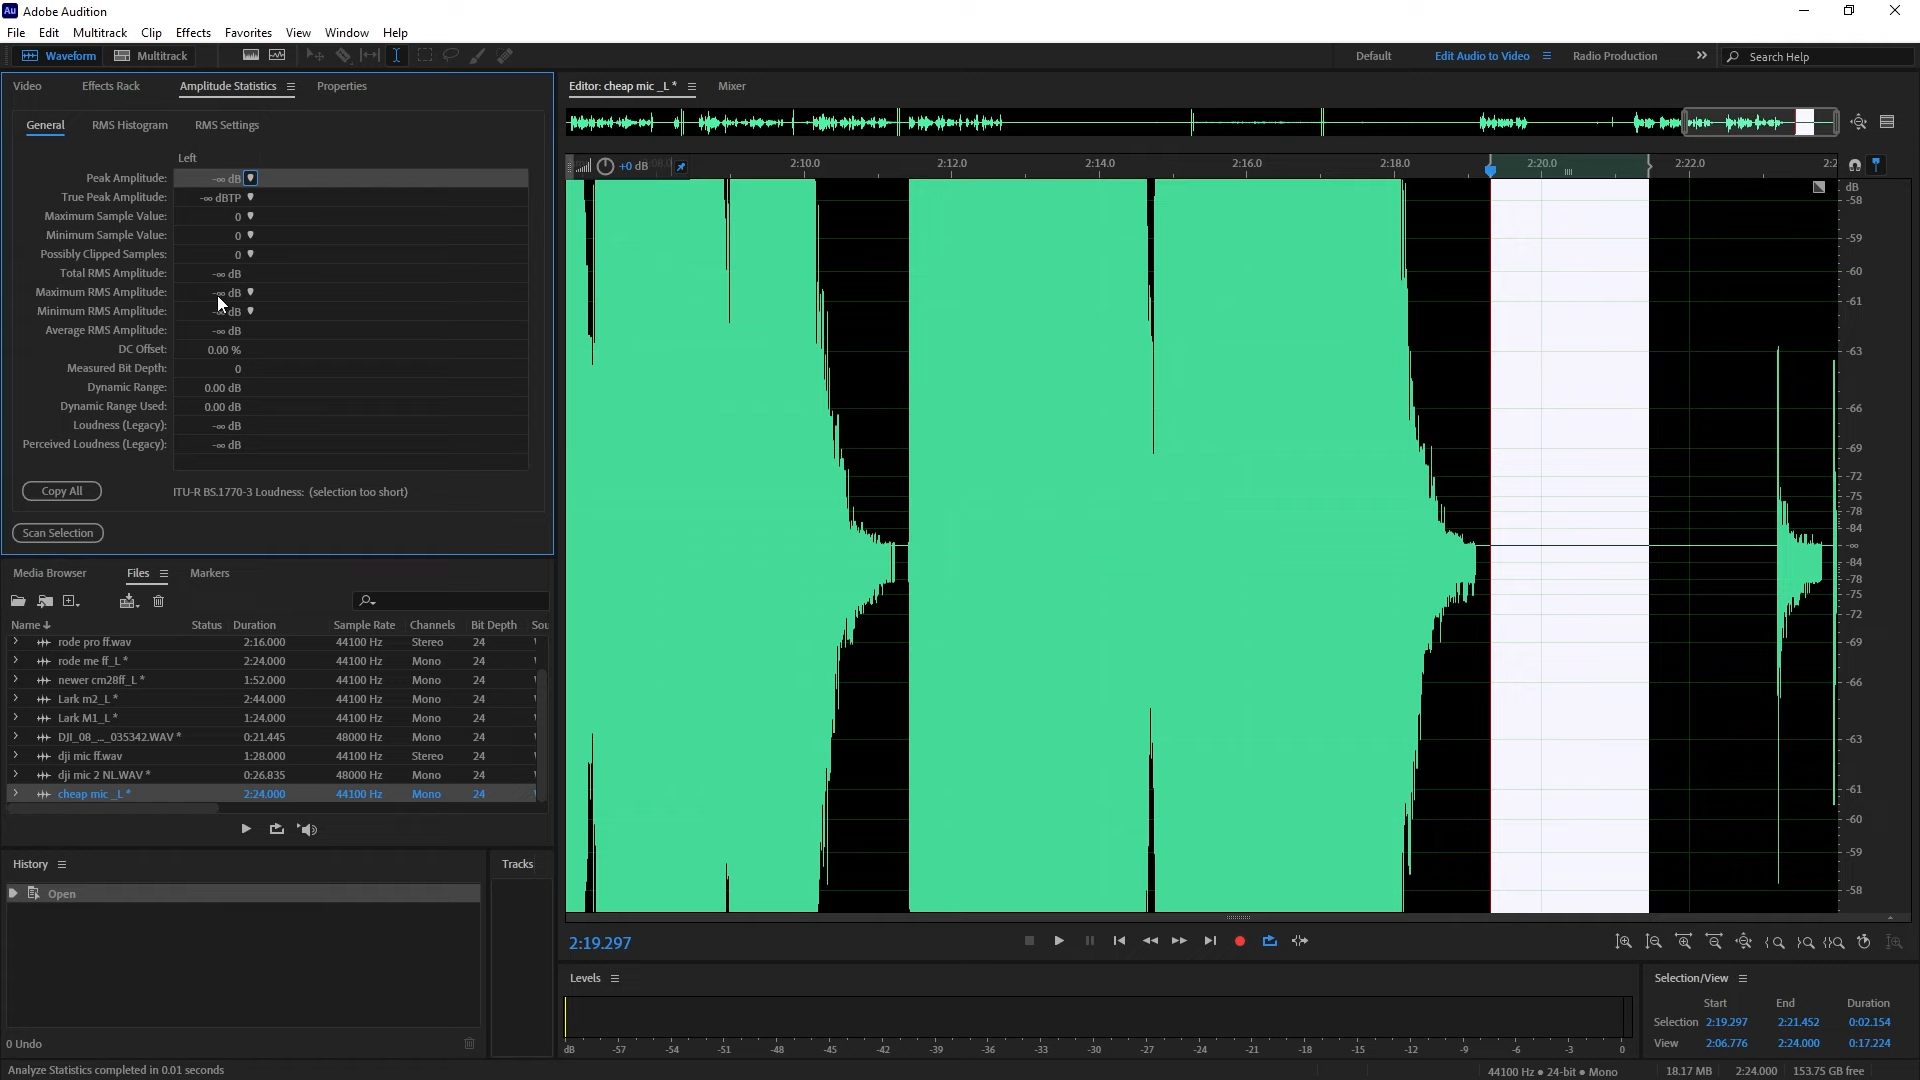 Au Adobe Audition
File Edit Multitrack Clip Effects Favorites View Window Help
Waveform Multitrack Default Edit Audio to Video Radio Production Search Help
Video Effects Rack Amplitude Statistics Properties
General RMS Histogram RMS Settings
Left
Peak Amplitude: -∞ dB
True Peak Amplitude: -∞ dBTP
Maximum Sample Value: 0
Minimum Sample Value: 0
Possibly Clipped Samples: 0
Total RMS Amplitude: -∞ dB
Maximum RMS Amplitude: -∞ dB
Minimum RMS Amplitude: dB
Average RMS Amplitude: -∞ dB
DC Offset: 0.00 %
Measured Bit Depth: 0
Dynamic Range: 0.00 dB
Dynamic Range Used: 0.00 dB
Loudness (Legacy): -∞ dB
Perceived Loudness (Legacy): -∞ dB
Copy All ITU-R BS.1770-3 Loudness: (selection too short)
Scan Selection
Media Browser Files Markers
Name Status Duration Sample Rate Channels Bit Depth Sou
rode pro ff.wav 2:16.000 44100 Hz Stereo 24
rode me ff_L * 2:24.000 44100 Hz Mono 24
newer cm28ff_L * 1:52.000 44100 Hz Mono 24
Lark m2_L * 2:44.000 44100 Hz Mono 24
Lark M1_L * 1:24.000 44100 Hz Mono 24
DJI_08_..._035342.WAV * 0:21.445 48000 Hz Mono 24
dji mic ff.wav 1:28.000 44100 Hz Stereo 24
dji mic 2 NL.WAV * 0:26.835 48000 Hz Mono 24
cheap mic _L * 2:24.000 44100 Hz Mono 24
History
Open
0 Undo
Tracks
Editor: cheap mic _L * Mixer
+0 dB 2:10.0 2:12.0 2:14.0 2:16.0 2:18.0 2:20.0 2:22.0 2:2
dB
-58
-59
-60
-61
-63
-66
-69
-72
-75
-78
-84
-∞
-84
-78
-75
-72
-69
-66
-63
-61
-60
-59
-58
2:19.297
Levels
dB -57 -54 -51 -48 -45 -42 -39 -36 -33 -30 -27 -24 -21 -18 -15 -12 -9 -6 -3 0
Selection/View
Start End Duration
Selection 2:19.297 2:21.452 0:02.154
View 2:06.776 2:24.000 0:17.224
Analyze Statistics completed in 0.01 seconds 44100 Hz • 24-bit • Mono 18.17 MB 2:24.000 153.75 GB free